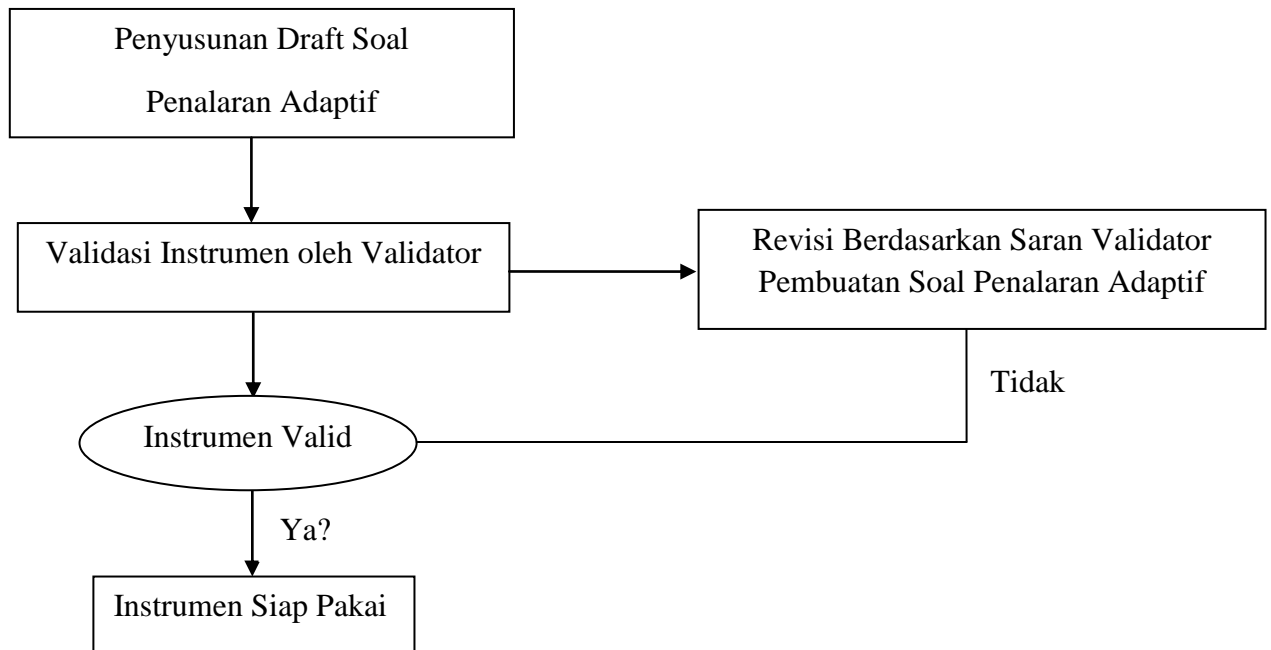 Penyusunan Draft Soal
Penalaran Adaptif
Validasi Instrumen oleh Validator
Revisi Berdasarkan Saran Validator
Pembuatan Soal Penalaran Adaptif
Tidak
Instrumen Valid
Ya?
Instrumen Siap Pakai